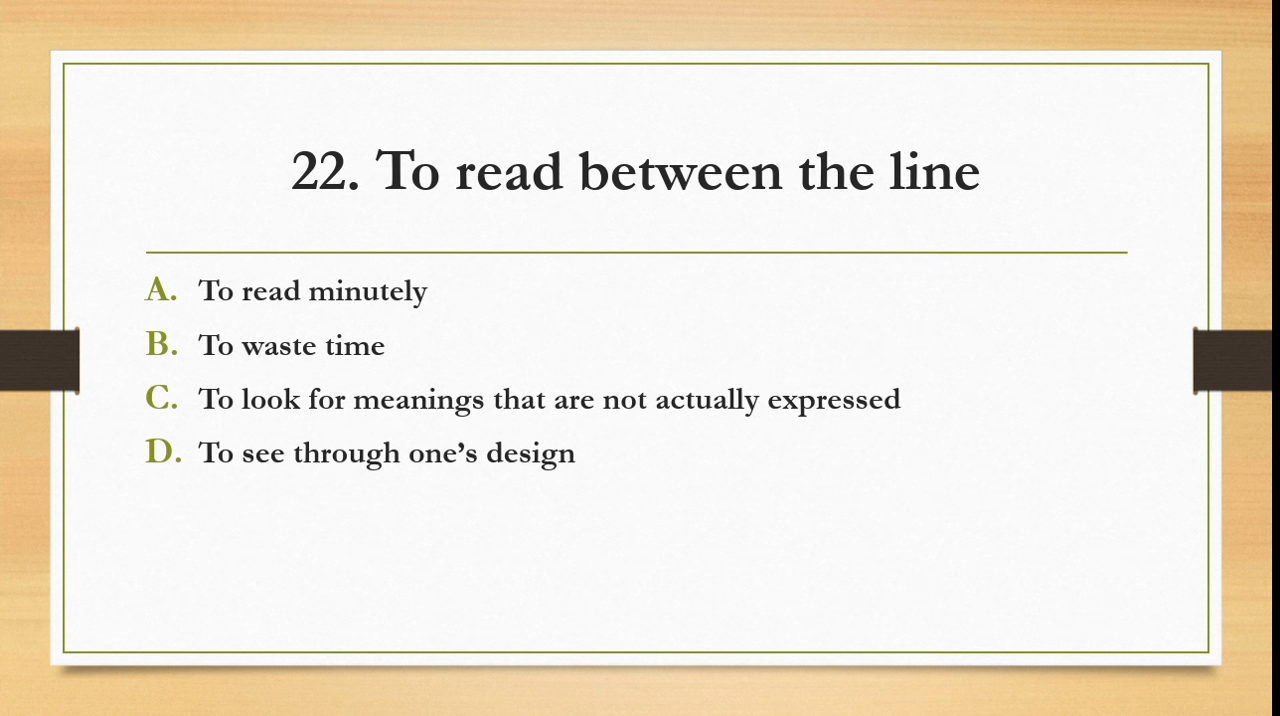 22. To read between the line
A. To read minutely
B. To waste time
C. To look for meanings that are not actually expressed
D. To see through one’s design